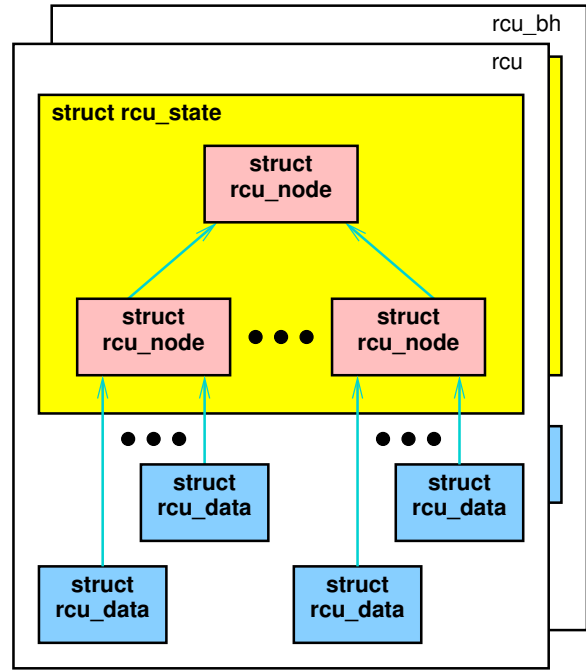 rcu_bh
rcu
struct rcu_state
struct
rcu_node
struct
rcu_node
struct
rcu_node
struct
rcu_data
struct
rcu_data
struct
rcu_data
struct
rcu_data